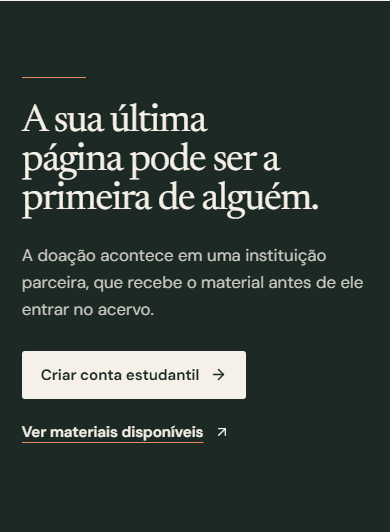 A sua última
página pode ser a
primeira de alguém.
A doação acontece em uma instituição
parceira, que recebe o material antes de ele
entrar no acervo.
Criar conta estudantil
Ver materiais disponíveis